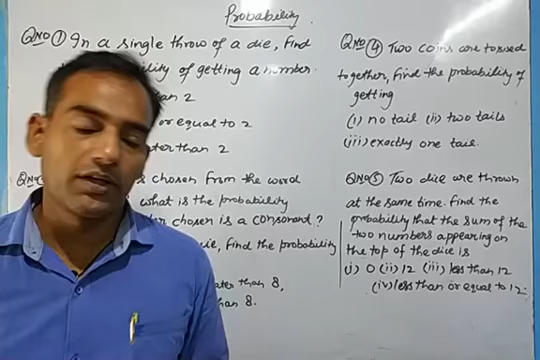 Probability
QNo ① In a single throw of a die, find
bility of getting a number.
an 2
or equal to 2
ater than 2
chosen from the word
what is the probability
chosen is a consonant?
die, find the probability
ater than 8,
han 8.
QNo ④ Two coins are tossed
together, find the probability of
getting
(i) no tail (ii) two tails
(iii) exactly one tail.
QNo ⑤ Two dice are thrown
at the same time. Find the
probability that the sum of the
two numbers appearing on
the top of the dice is
(i) 0 (ii) 12 (iii) less than 12
(iv) less than or equal to 12.